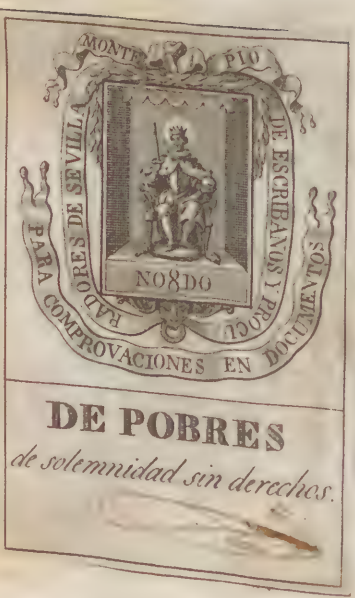 MONTE PIO
DE ESCRIBANOS Y PROCU
RADORES DE SEVILLA
PARA COMPROVACIONES EN DOCUMENTOS
NO8DO
DE POBRES
de solemnidad sin derechos.